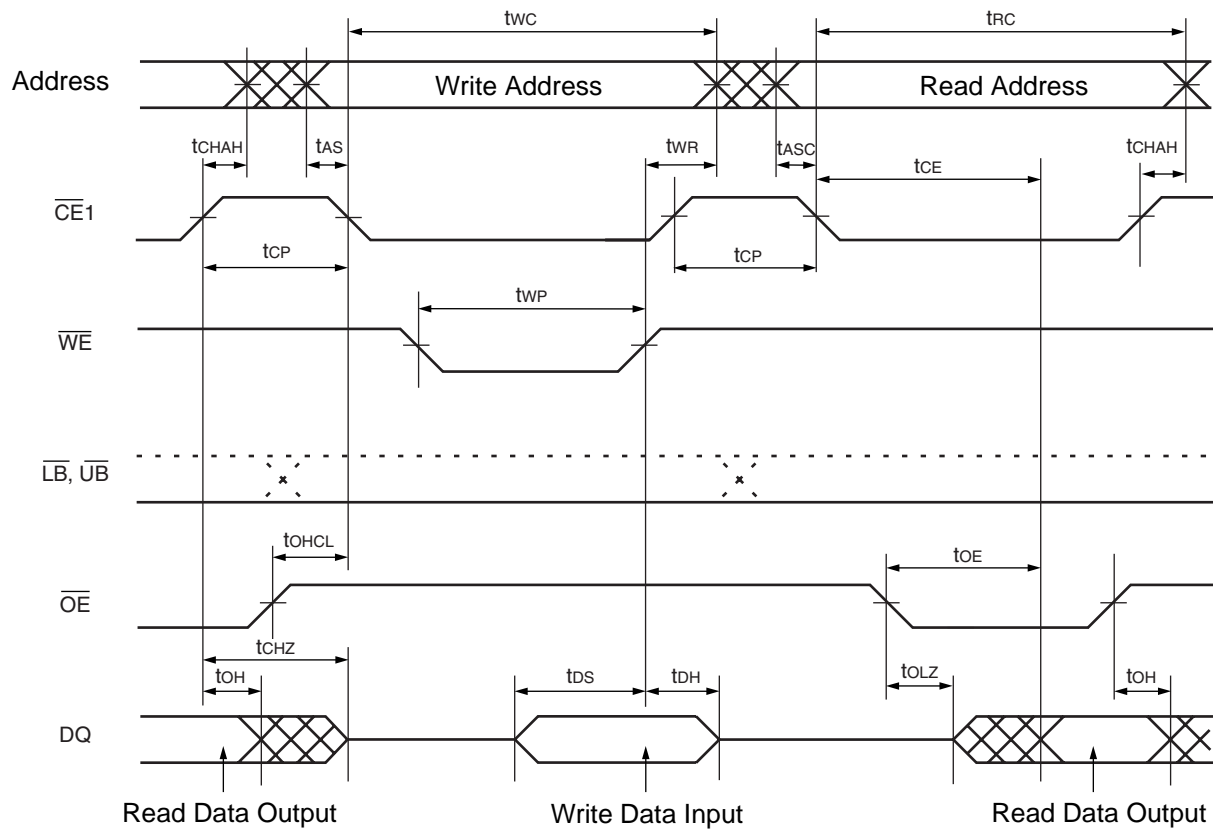 tWC tRC
Address Write Address Read Address
tCHAH tAS tWR tASC tCHAH
tCE
CE1
tCP tCP
tWP
WE
LB, UB
tOHCL tOE
OE
tCHZ
tOH tDS tDH tOLZ tOH
DQ
Read Data Output Write Data Input Read Data Output